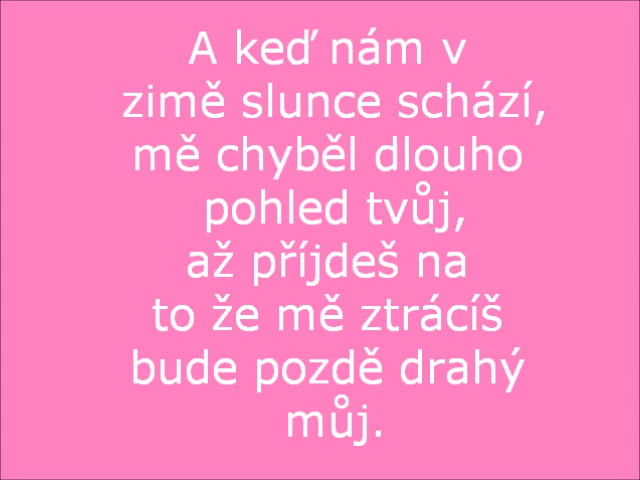 A keď nám v
zimě slunce schází,
mě chyběl dlouho
pohled tvůj,
až příjdeš na
to že mě ztrácíš
bude pozdě drahý
můj.